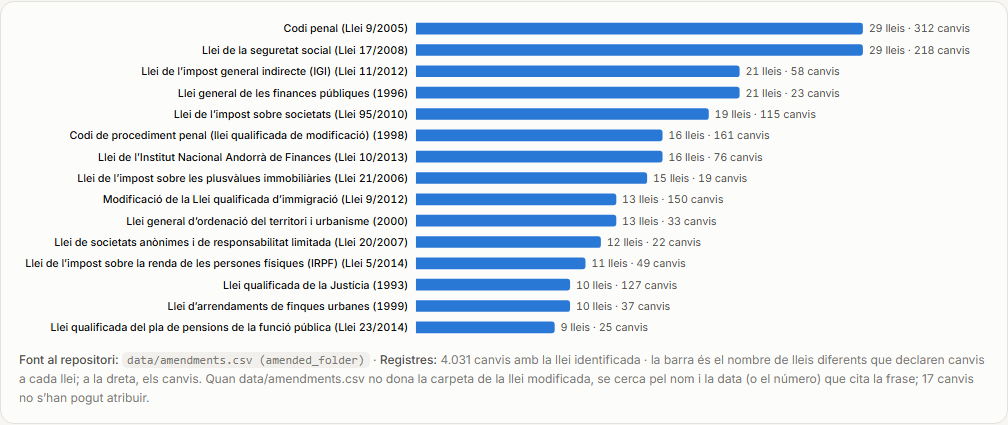 Codi penal (Llei 9/2005) 29 lleis · 312 canvis
Llei de la seguretat social (Llei 17/2008) 29 lleis · 218 canvis
Llei de l’impost general indirecte (IGI) (Llei 11/2012) 21 lleis · 58 canvis
Llei general de les finances públiques (1996) 21 lleis · 23 canvis
Llei de l’impost sobre societats (Llei 95/2010) 19 lleis · 115 canvis
Codi de procediment penal (llei qualificada de modificació) (1998) 16 lleis · 161 canvis
Llei de l’Institut Nacional Andorrà de Finances (Llei 10/2013) 16 lleis · 76 canvis
Llei de l’impost sobre les plusvàlues immobiliàries (Llei 21/2006) 15 lleis · 19 canvis
Modificació de la Llei qualificada d’immigració (Llei 9/2012) 13 lleis · 150 canvis
Llei general d’ordenació del territori i urbanisme (2000) 13 lleis · 33 canvis
Llei de societats anònimes i de responsabilitat limitada (Llei 20/2007) 12 lleis · 22 canvis
Llei de l’impost sobre la renda de les persones físiques (IRPF) (Llei 5/2014) 11 lleis · 49 canvis
Llei qualificada de la Justícia (1993) 10 lleis · 127 canvis
Llei d’arrendaments de finques urbanes (1999) 10 lleis · 37 canvis
Llei qualificada del pla de pensions de la funció pública (Llei 23/2014) 9 lleis · 25 canvis
Font al repositori: data/amendments.csv (amended_folder) · Registres: 4.031 canvis amb la llei identificada · la barra és el nombre de lleis diferents que declaren canvis
a cada llei; a la dreta, els canvis. Quan data/amendments.csv no dona la carpeta de la llei modificada, se cerca pel nom i la data (o el número) que cita la frase; 17 canvis
no s’han pogut atribuir.